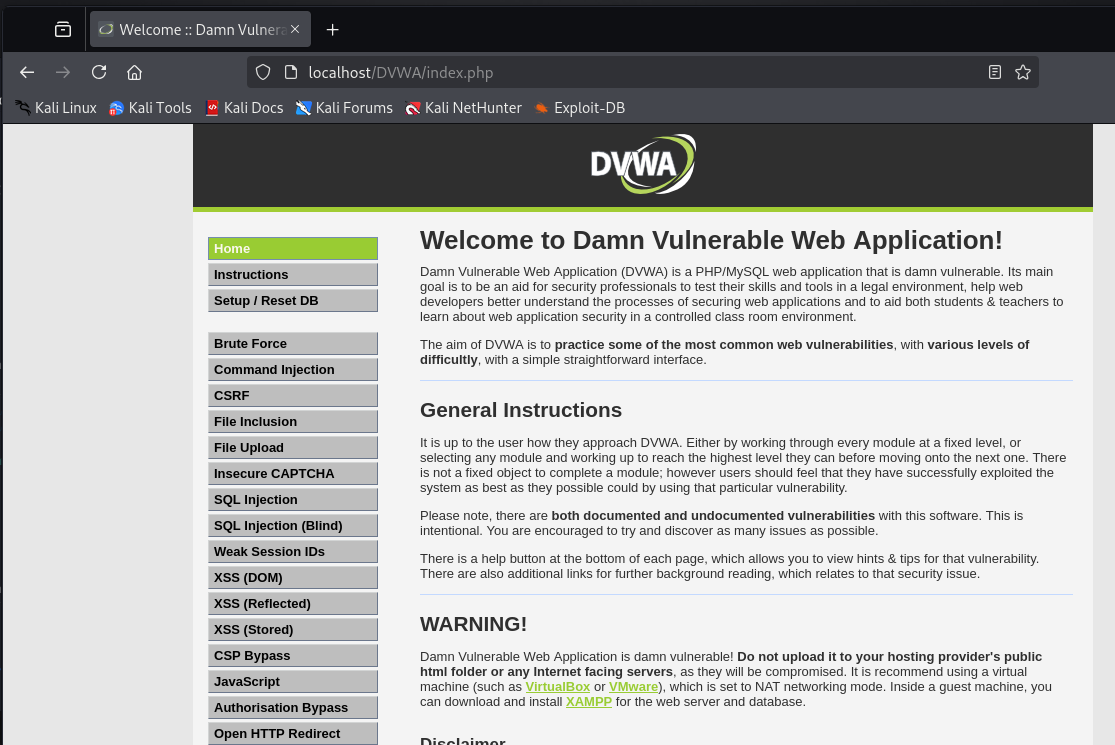 Welcome :: Damn Vulnera
localhost/DVWA/index.php
Kali Linux Kali Tools Kali Docs Kali Forums Kali NetHunter Exploit-DB
DVWA
Home
Instructions
Setup / Reset DB
Brute Force
Command Injection
CSRF
File Inclusion
File Upload
Insecure CAPTCHA
SQL Injection
SQL Injection (Blind)
Weak Session IDs
XSS (DOM)
XSS (Reflected)
XSS (Stored)
CSP Bypass
JavaScript
Authorisation Bypass
Open HTTP Redirect
Welcome to Damn Vulnerable Web Application!
Damn Vulnerable Web Application (DVWA) is a PHP/MySQL web application that is damn vulnerable. Its main
goal is to be an aid for security professionals to test their skills and tools in a legal environment, help web
developers better understand the processes of securing web applications and to aid both students & teachers to
learn about web application security in a controlled class room environment.
The aim of DVWA is to practice some of the most common web vulnerabilities, with various levels of
difficultly, with a simple straightforward interface.
General Instructions
It is up to the user how they approach DVWA. Either by working through every module at a fixed level, or
selecting any module and working up to reach the highest level they can before moving onto the next one. There
is not a fixed object to complete a module; however users should feel that they have successfully exploited the
system as best as they possible could by using that particular vulnerability.
Please note, there are both documented and undocumented vulnerabilities with this software. This is
intentional. You are encouraged to try and discover as many issues as possible.
There is a help button at the bottom of each page, which allows you to view hints & tips for that vulnerability.
There are also additional links for further background reading, which relates to that security issue.
WARNING!
Damn Vulnerable Web Application is damn vulnerable! Do not upload it to your hosting provider's public
html folder or any Internet facing servers, as they will be compromised. It is recommend using a virtual
machine (such as VirtualBox or VMware), which is set to NAT networking mode. Inside a guest machine, you
can download and install XAMPP for the web server and database.
Disclaimer